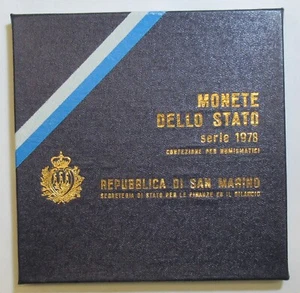 MONETE
DELLO STATO
serie 1978
CONFEZIONE PER NUMISMATICI
REPUBBLICA DI SAN MARINO
SEGRETERIA DI STATO PER LE FINANZE ED IL BILANCIO